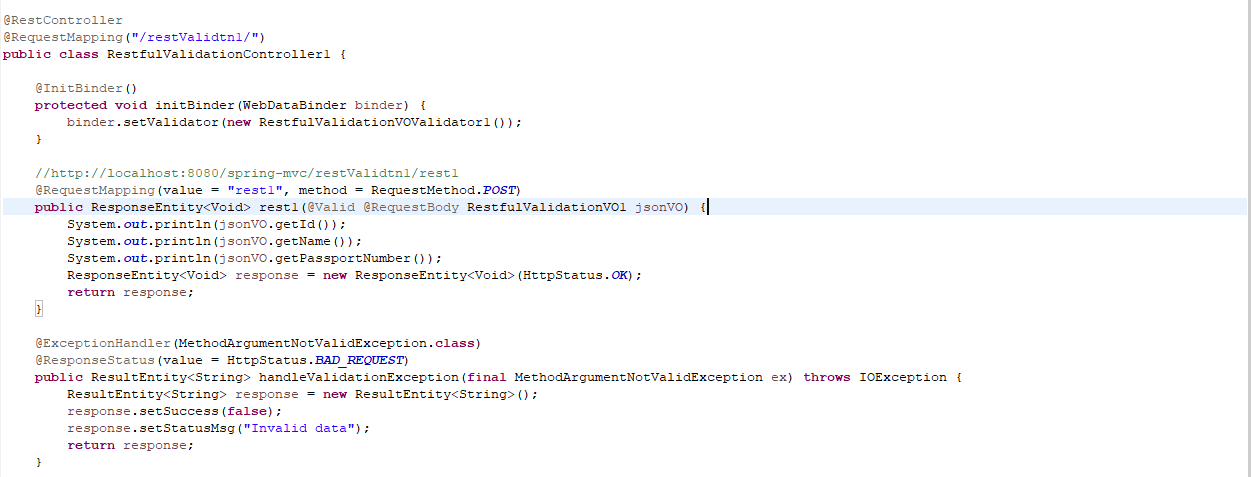 @RestController
@RequestMapping("/restValidtn1/")
public class RestfulValidationController1 {
@InitBinder()
protected void initBinder(WebDataBinder binder) {
binder.setValidator(new RestfulValidationVOValidator1());
}
//http://localhost:8080/spring-mvc/restValidtn1/rest1
@RequestMapping(value = "rest1", method = RequestMethod.POST)
public ResponseEntity<Void> rest1(@Valid @RequestBody RestfulValidationVO1 jsonVO) {
System.out.println(jsonVO.getId());
System.out.println(jsonVO.getName());
System.out.println(jsonVO.getPassportNumber());
ResponseEntity<Void> response = new ResponseEntity<Void>(HttpStatus.OK);
return response;
}
@ExceptionHandler(MethodArgumentNotValidException.class)
@ResponseStatus(value = HttpStatus.BAD_REQUEST)
public ResultEntity<String> handleValidationException(final MethodArgumentNotValidException ex) throws IOException {
ResultEntity<String> response = new ResultEntity<String>();
response.setSuccess(false);
response.setStatusMsg("Invalid data");
return response;
}